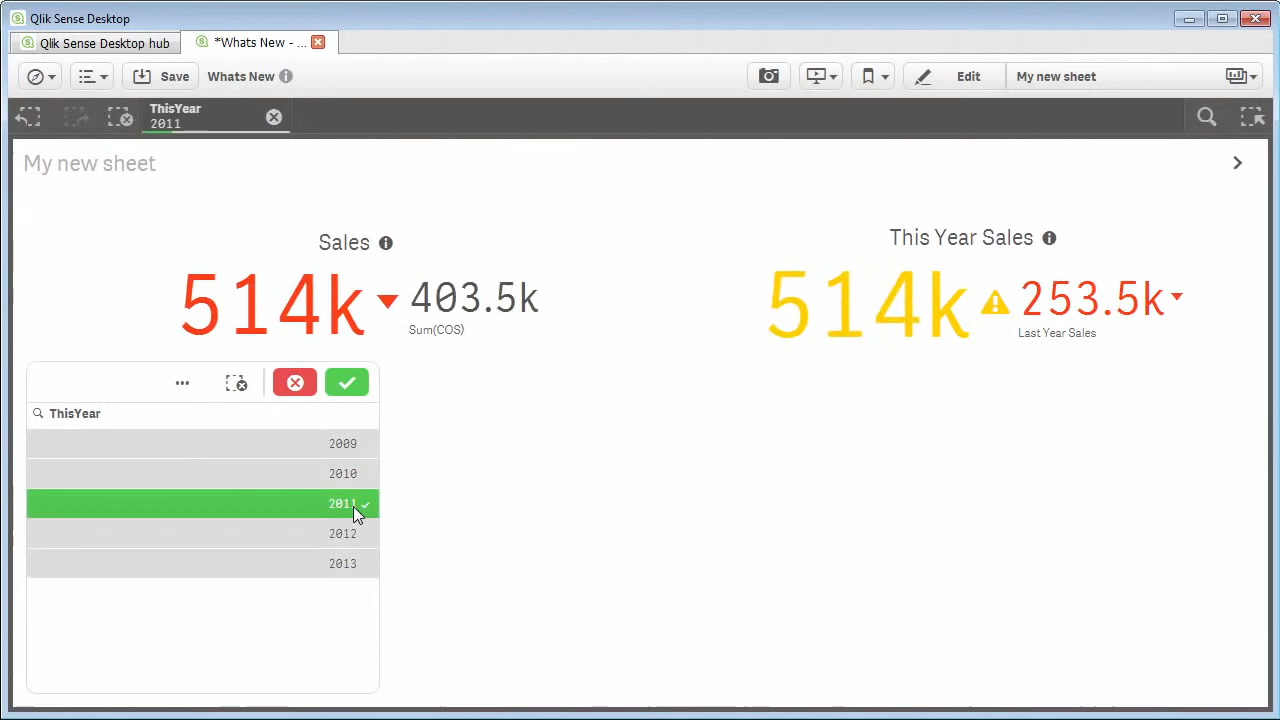 Qlik Sense Desktop
Qlik Sense Desktop hub
*Whats New - ...
Save
Whats New
Edit
My new sheet
ThisYear
2011
My new sheet
Sales
514k
403.5k
Sum(COS)
This Year Sales
514k
253.5k
Last Year Sales
ThisYear
2009
2010
2011
2012
2013